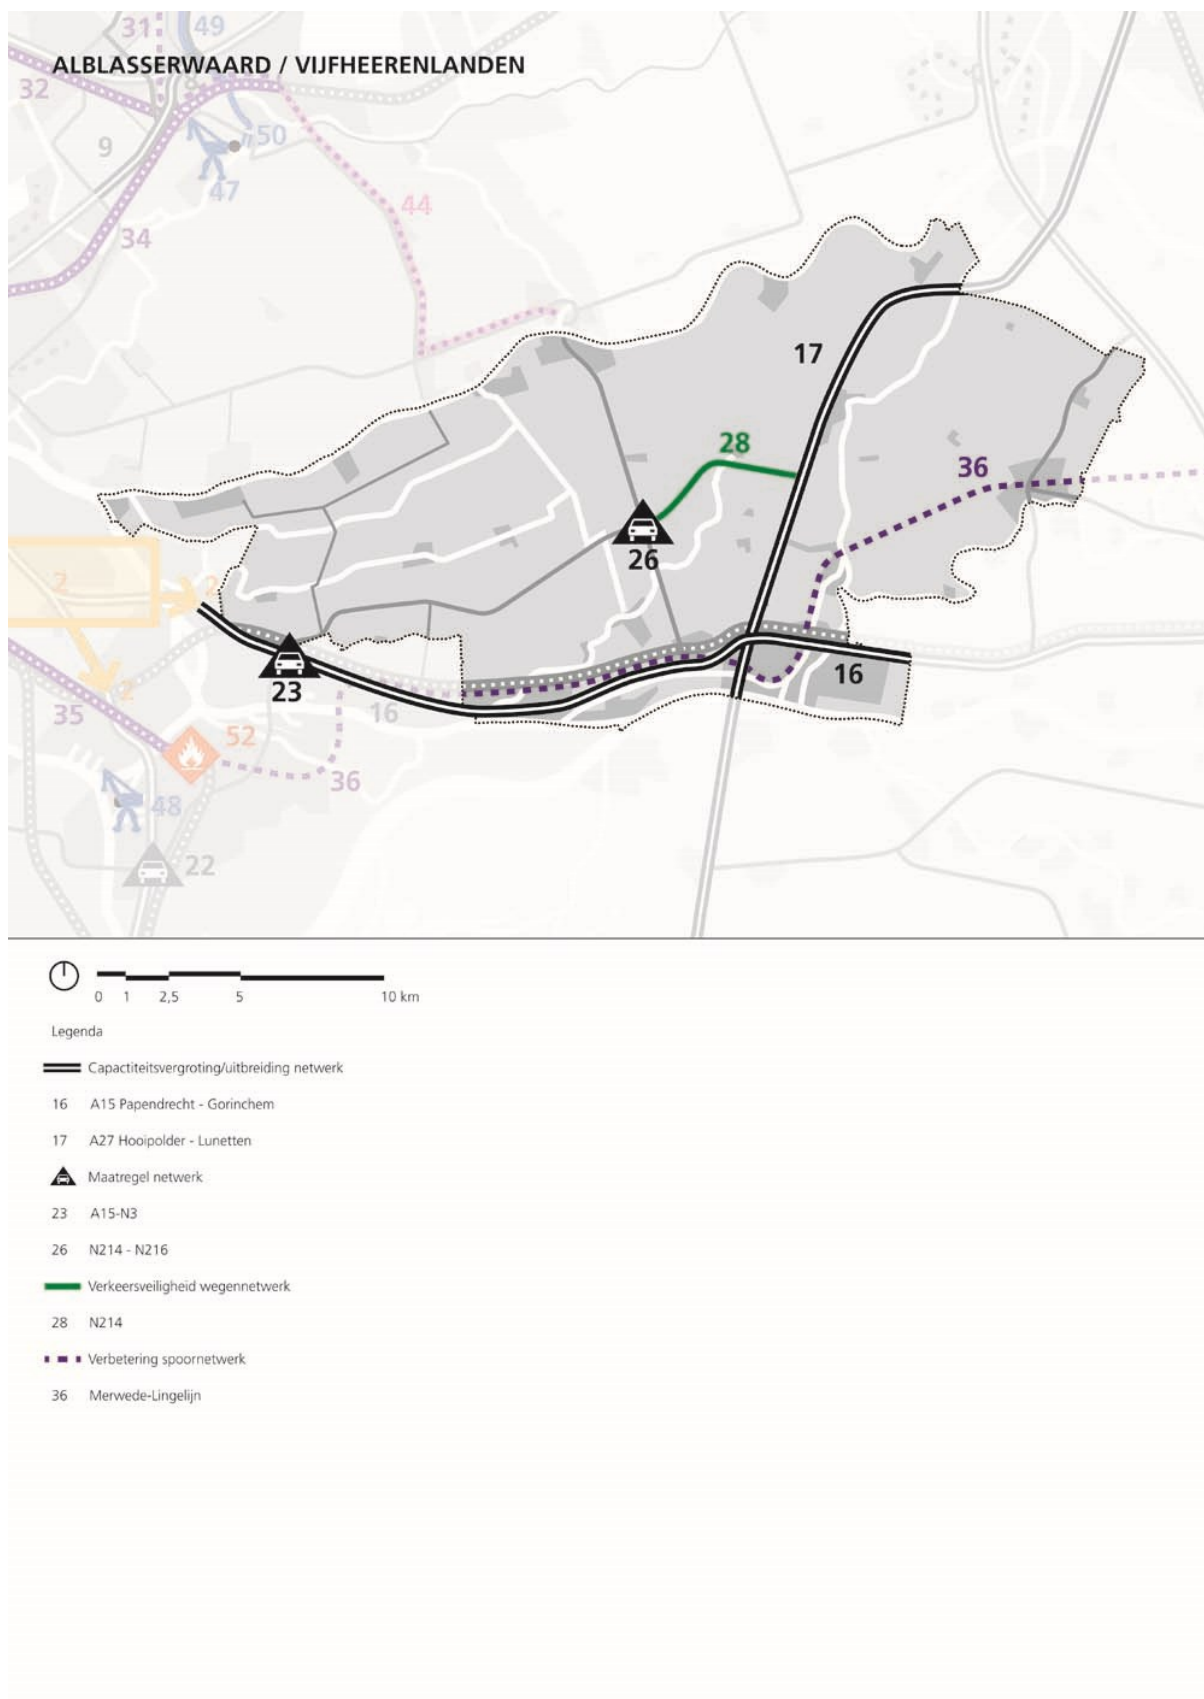 31
49
ALBLASSERWAARD / VIJFHEERENLANDEN
32
9
50
47
44
34
17
28
36
26
2
2
23
16
16
35
2
52
36
48
22
0 1 2,5 5 10 km
Legenda
Capactiteitsvergroting/uitbreiding netwerk
16 A15 Papendrecht - Gorinchem
17 A27 Hooipolder - Lunetten
Maatregel netwerk
23 A15-N3
26 N214 - N216
Verkeersveiligheid wegennetwerk
28 N214
Verbetering spoornetwerk
36 Merwede-Lingelijn